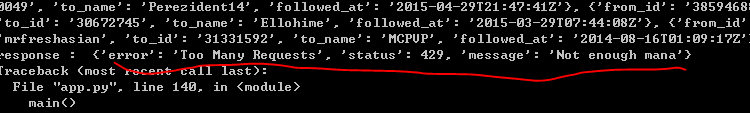 0049', 'to_name': 'Perezident14', 'followed_at': '2015-04-29T21:47:41Z'}, {'from_id': '3859468
'to_id': '30672745', 'to_name': 'Ellohime', 'followed_at': '2015-03-29T07:44:08Z'}, {'from_id'
'mrfreshasian', 'to_id': '31331592', 'to_name': 'MCPVP', 'followed_at': '2014-08-16T01:09:17Z'
response :  {'error': 'Too Many Requests', 'status': 429, 'message': 'Not enough mana'}
Traceback (most recent call last):
  File "app.py", line 140, in <module>
    main()